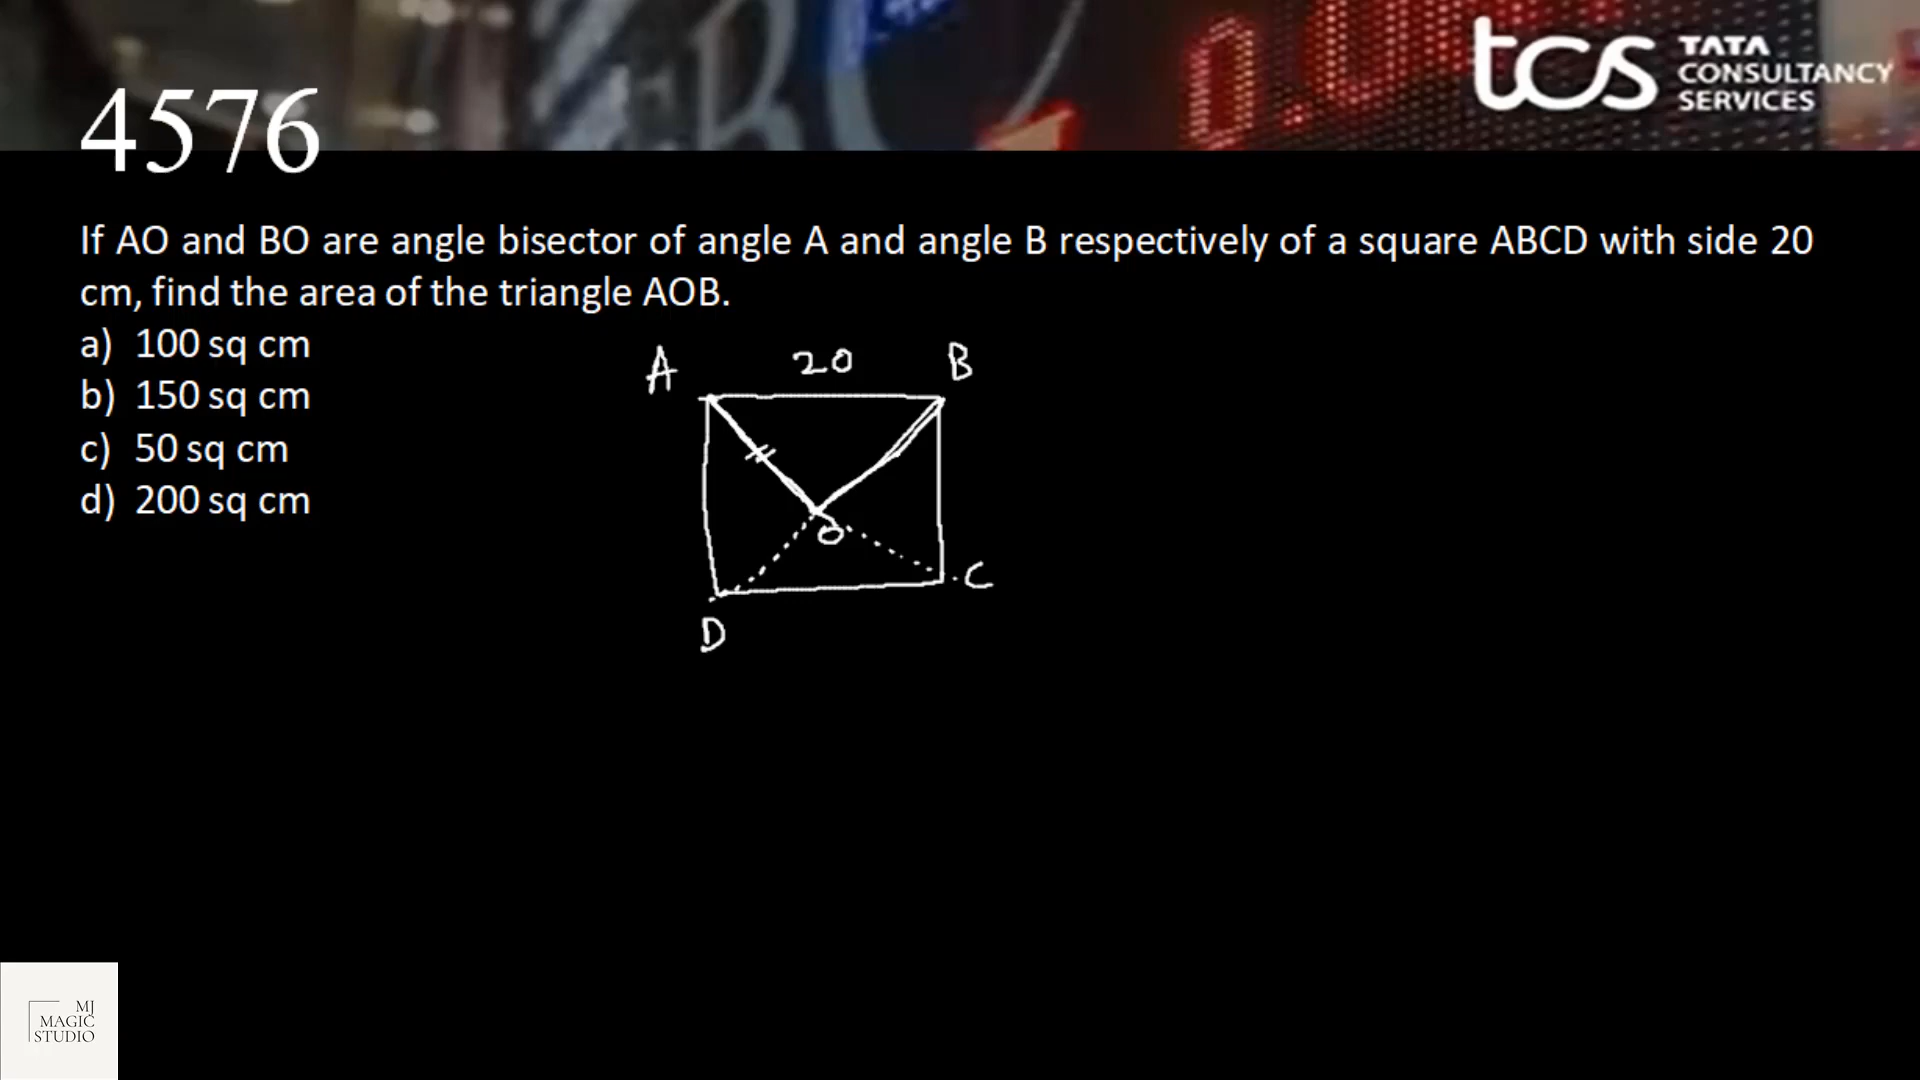 tcs TATA
CONSULTANCY
SERVICES
4576
If AO and BO are angle bisector of angle A and angle B respectively of a square ABCD with side 20
cm, find the area of the triangle AOB.
a) 100 sq cm
b) 150 sq cm
c) 50 sq cm
d) 200 sq cm
A 20 B
O
C
D
MJ
MAGIC
STUDIO